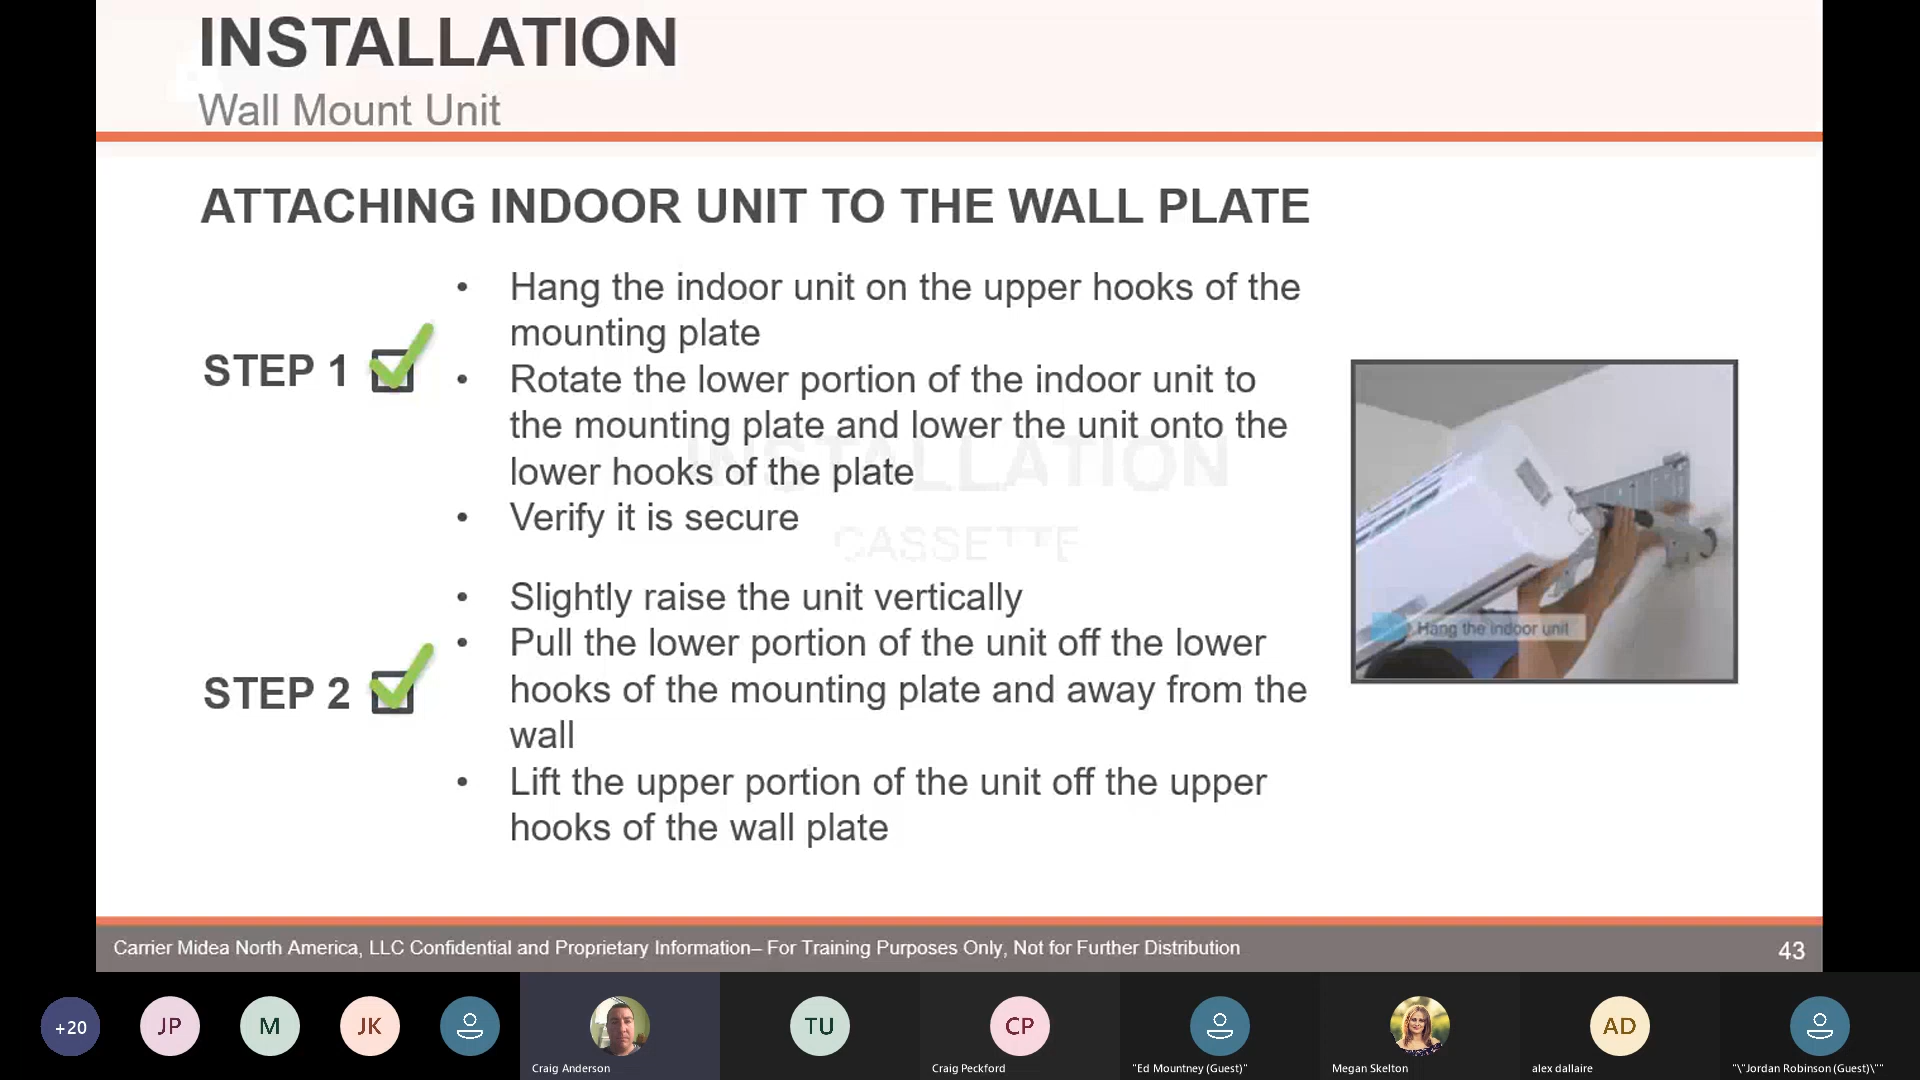 INSTALLATION
Wall Mount Unit
ATTACHING INDOOR UNIT TO THE WALL PLATE
STEP 1
• Hang the indoor unit on the upper hooks of the
mounting plate
• Rotate the lower portion of the indoor unit to
the mounting plate and lower the unit onto the
lower hooks of the plate
• Verify it is secure
INSTALLATION
CASSETTE
STEP 2
• Slightly raise the unit vertically
• Pull the lower portion of the unit off the lower
hooks of the mounting plate and away from the
wall
• Lift the upper portion of the unit off the upper
hooks of the wall plate
Hang the indoor unit
Carrier Midea North America, LLC Confidential and Proprietary Information– For Training Purposes Only, Not for Further Distribution
43
+20
JP
M
JK
Craig Anderson
TU
CP
Craig Peckford
"Ed Mountney (Guest)"
Megan Skelton
AD
alex dallaire
"\"Jordan Robinson (Guest)\""